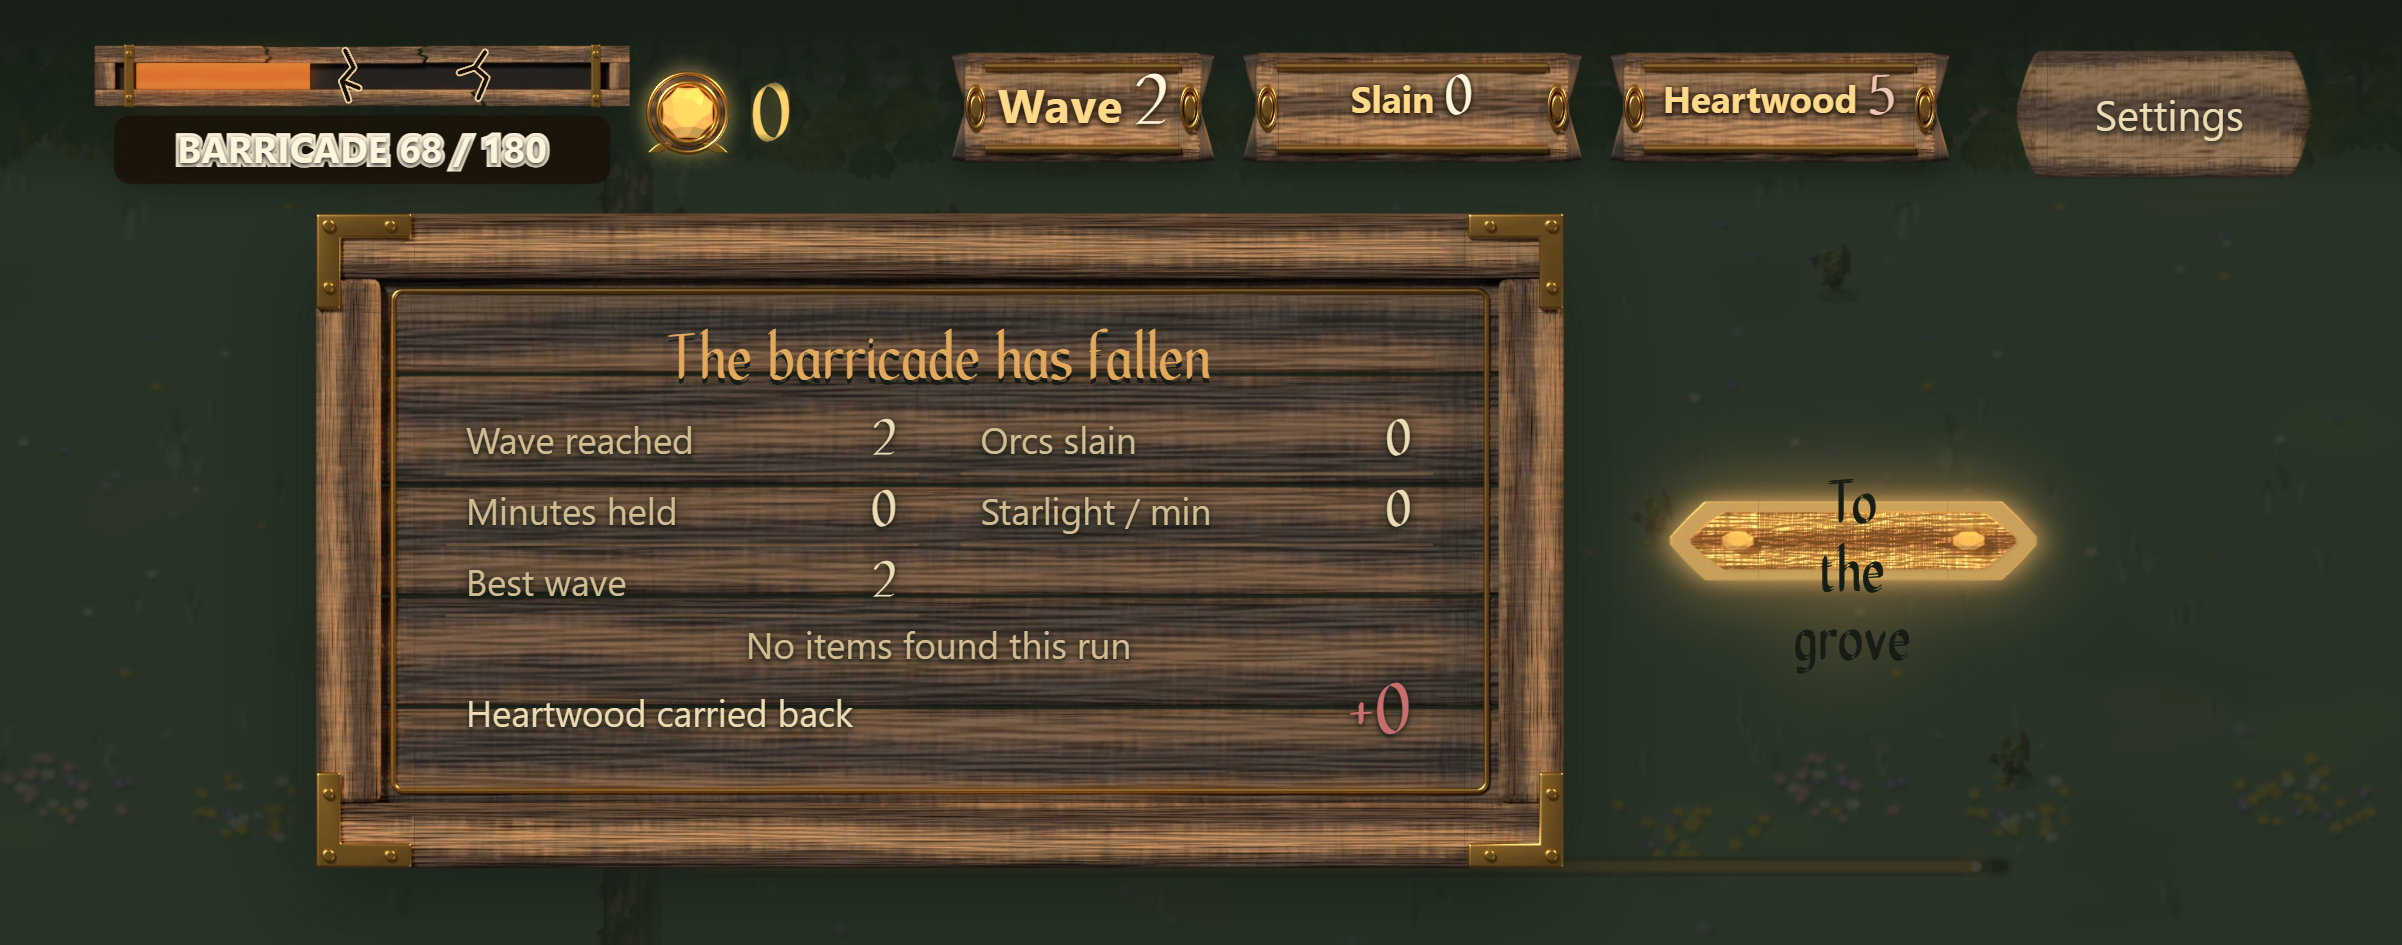 BARRICADE 68 / 180
0
Wave 2
Slain 0
Heartwood 5
Settings
The barricade has fallen
Wave reached 2
Orcs slain 0
Minutes held 0
Starlight / min 0
Best wave 2
No items found this run
Heartwood carried back +0
To
the
grove